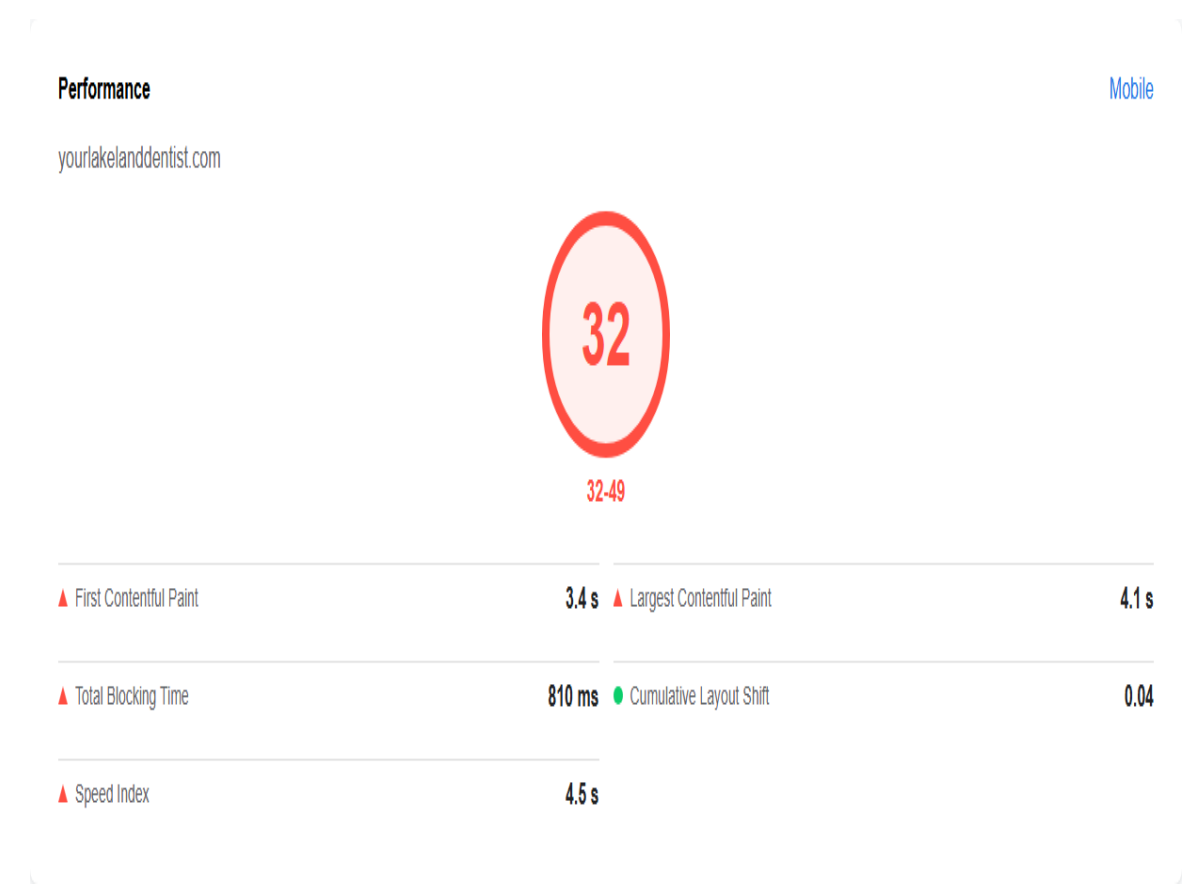 Performance
Mobile
yourlakelanddentist.com
32
32-49
First Contentful Paint 3.4 s
Largest Contentful Paint 4.1 s
Total Blocking Time 810 ms
Cumulative Layout Shift 0.04
Speed Index 4.5 s